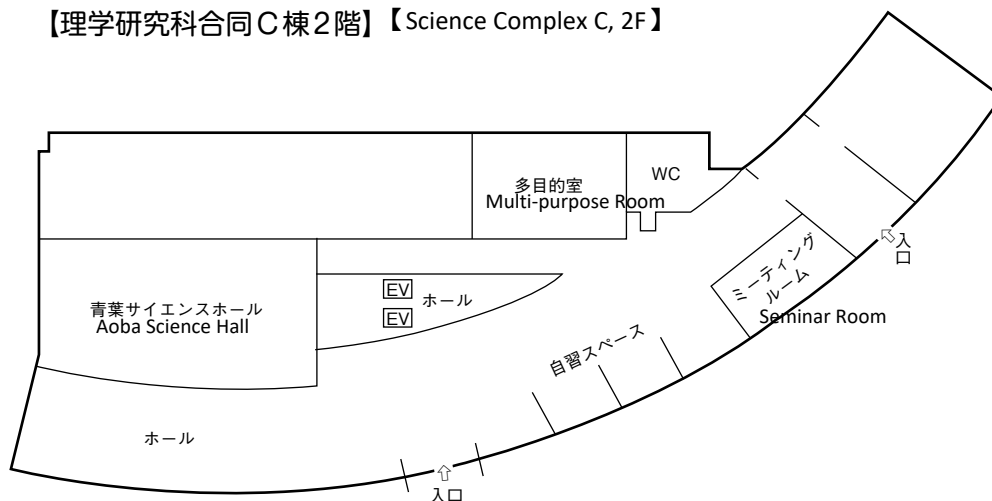 【理学研究科合同C棟2階】【Science Complex C, 2F】
WC
多目的室
Multi-purpose Room
入口
ミーティング
ルーム
Seminar Room
EV
ホール
EV
青葉サイエンスホール
Aoba Science Hall
自習スペース
ホール
入口